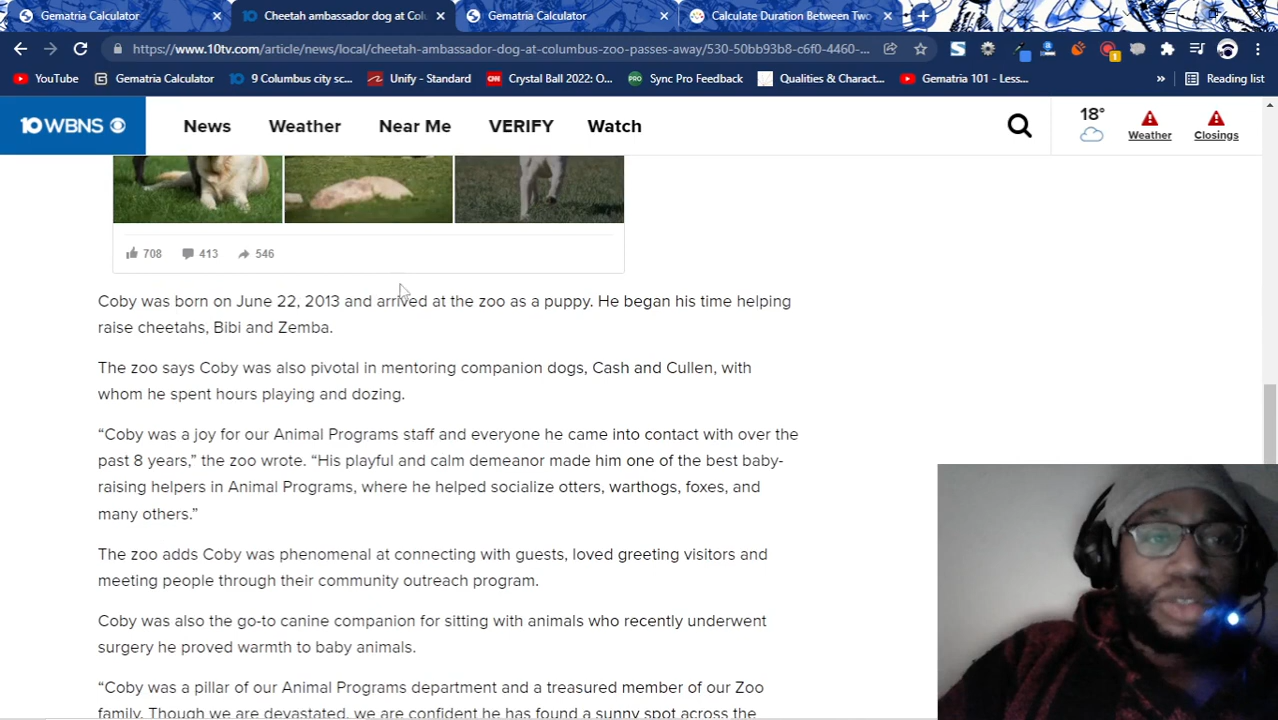 Gematria Calculator
Cheetah ambassador dog at Colu
Gematria Calculator
Calculate Duration Between Two
https://www.10tv.com/article/news/local/cheetah-ambassador-dog-at-columbus-zoo-passes-away/530-50bb93b8-c6f0-4460-...
YouTube
Gematria Calculator
9 Columbus city sc...
Unify - Standard
Crystal Ball 2022: O...
Sync Pro Feedback
Qualities & Charact...
Gematria 101 - Less...
»
Reading list
10 WBNS
News
Weather
Near Me
VERIFY
Watch
18°
Weather
Closings
708
413
546
Coby was born on June 22, 2013 and arrived at the zoo as a puppy. He began his time helping
raise cheetahs, Bibi and Zemba.
The zoo says Coby was also pivotal in mentoring companion dogs, Cash and Cullen, with
whom he spent hours playing and dozing.
“Coby was a joy for our Animal Programs staff and everyone he came into contact with over the
past 8 years,” the zoo wrote. “His playful and calm demeanor made him one of the best baby-
raising helpers in Animal Programs, where he helped socialize otters, warthogs, foxes, and
many others.”
The zoo adds Coby was phenomenal at connecting with guests, loved greeting visitors and
meeting people through their community outreach program.
Coby was also the go-to canine companion for sitting with animals who recently underwent
surgery he proved warmth to baby animals.
“Coby was a pillar of our Animal Programs department and a treasured member of our Zoo
family. Though we are devastated, we are confident he has found a sunny spot across the